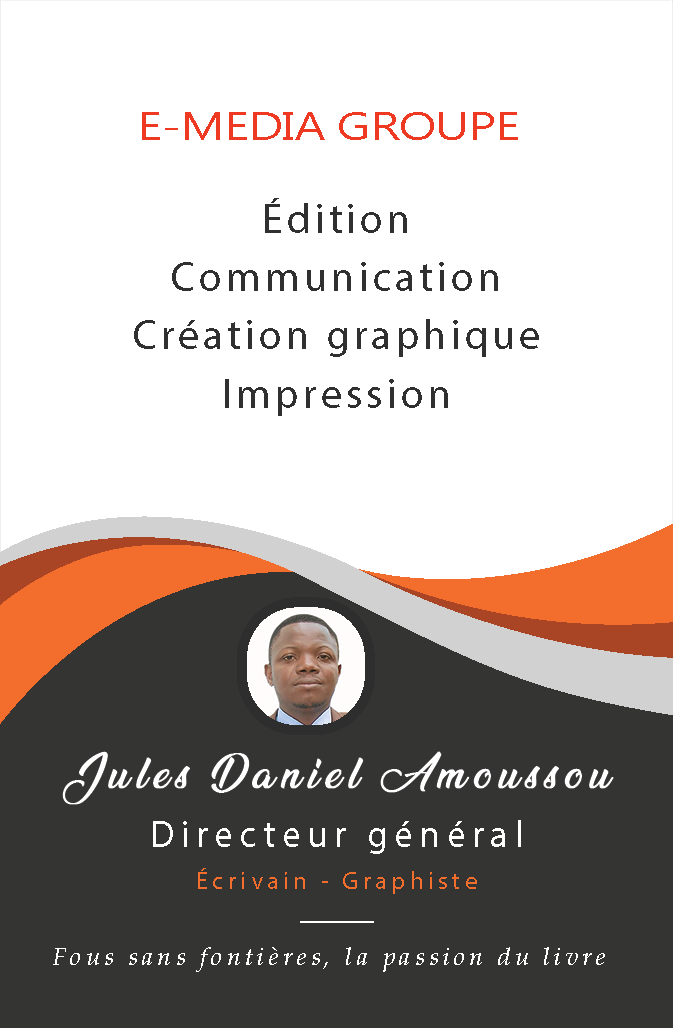 E-MEDIA GROUPE
Édition
Communication
Création graphique
Impression
Jules Daniel Amoussou
Directeur général
Écrivain - Graphiste
Fous sans fontières, la passion du livre